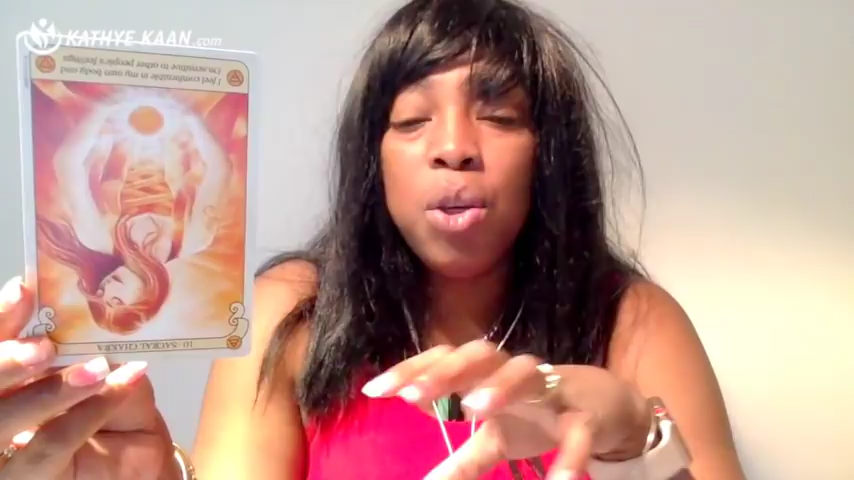 KATHYE KAAN.com
I feel comfortable in my own body and
I'm sensitive to other people's feelings
10 · SACRAL CHAKRA